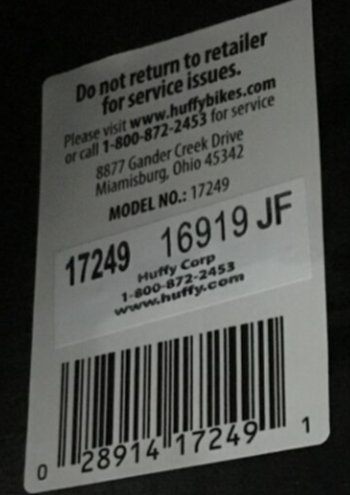 Do not return to retailer
for service issues.
Please visit www.huffybikes.com
or call 1-800-872-2453 for service
8877 Gander Creek Drive
Miamisburg, Ohio 45342
MODEL NO.: 17249
17249 16919 JF
Huffy Corp
1-800-872-2453
www.huffy.com
0 28914 17249 1